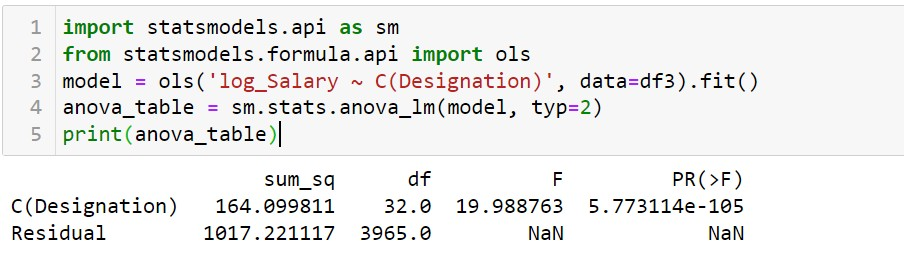 1 import statsmodels.api as sm
2 from statsmodels.formula.api import ols
3 model = ols('log_Salary ~ C(Designation)', data=df3).fit()
4 anova_table = sm.stats.anova_lm(model, typ=2)
5 print(anova_table)
sum_sq df F PR(>F)
C(Designation) 164.099811 32.0 19.988763 5.773114e-105
Residual 1017.221117 3965.0 NaN NaN